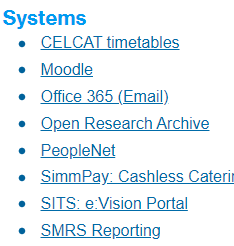 Systems
CELCAT timetables
Moodle
Office 365 (Email)
Open Research Archive
PeopleNet
SimmPay: Cashless Caterin
SITS: e:Vision Portal
SMRS Reporting